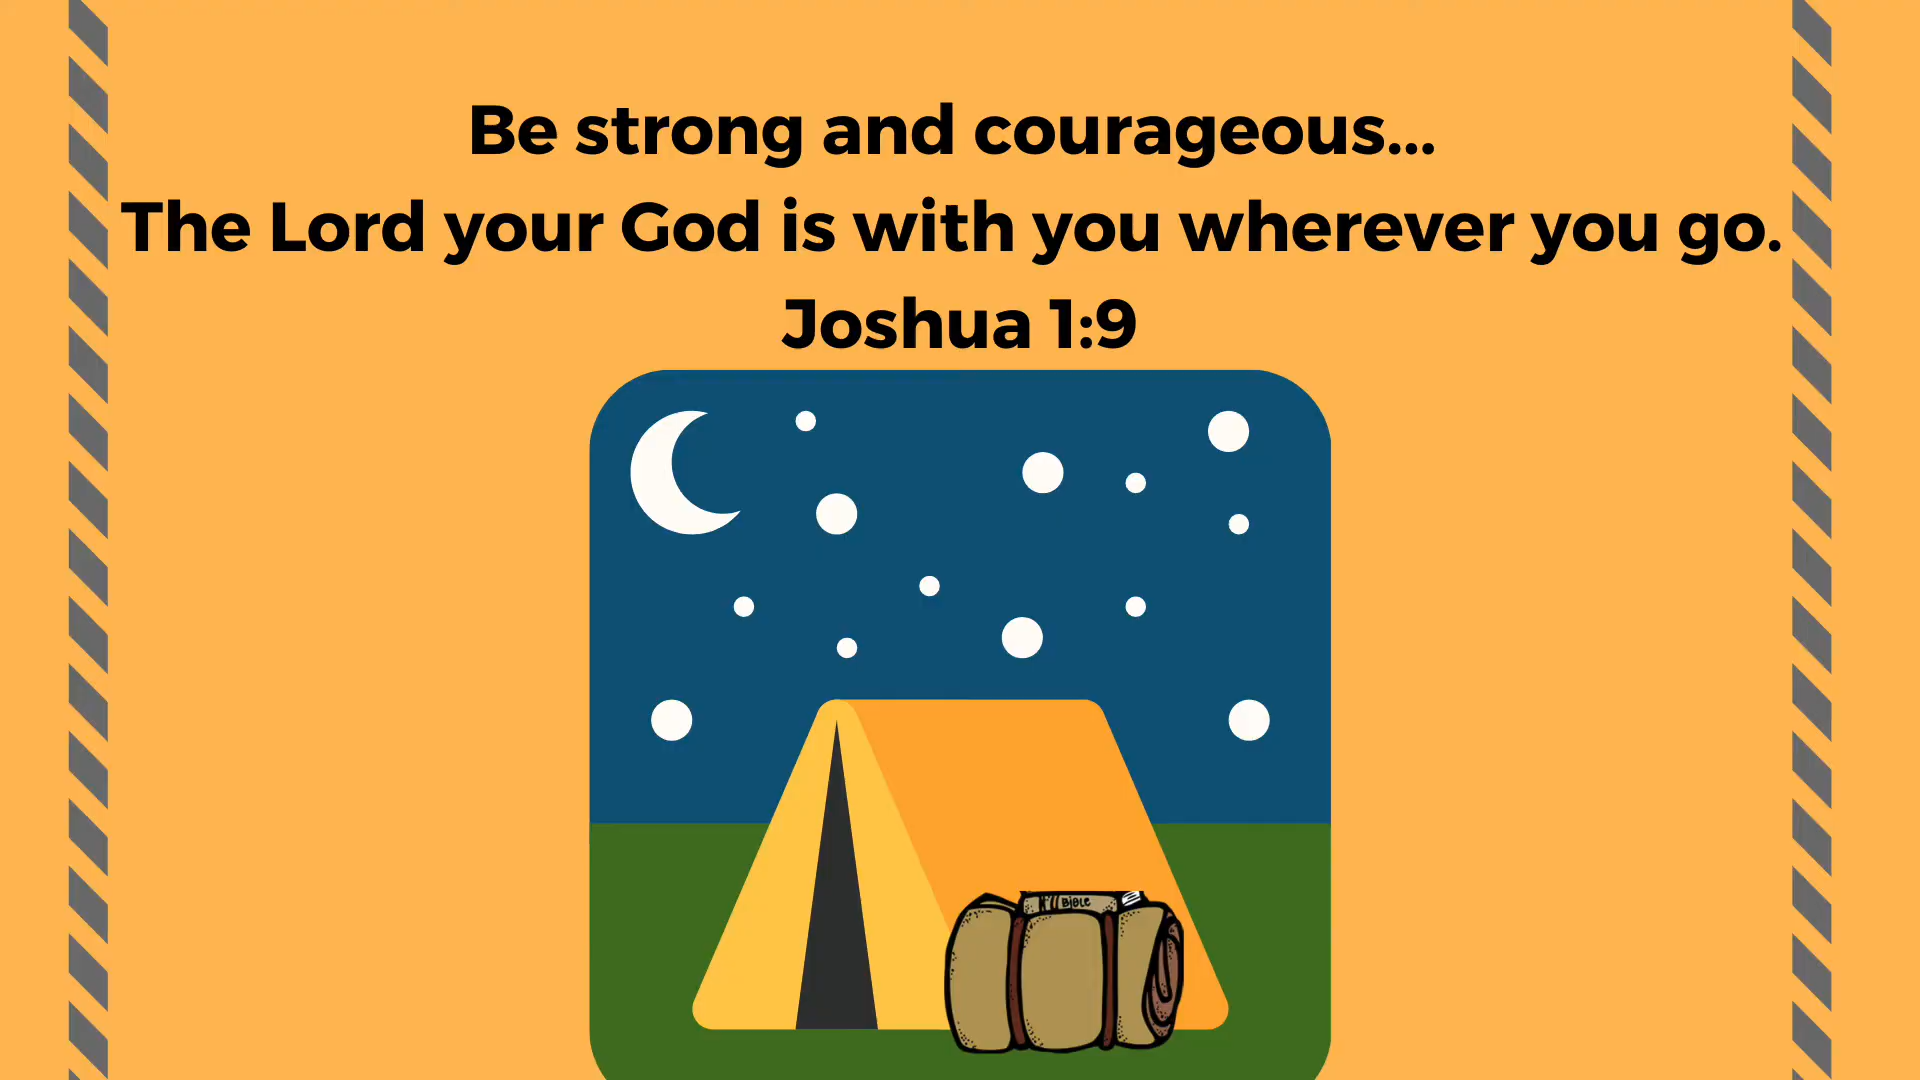 Be strong and courageous...
The Lord your God is with you wherever you go.
Joshua 1:9
BiBLE